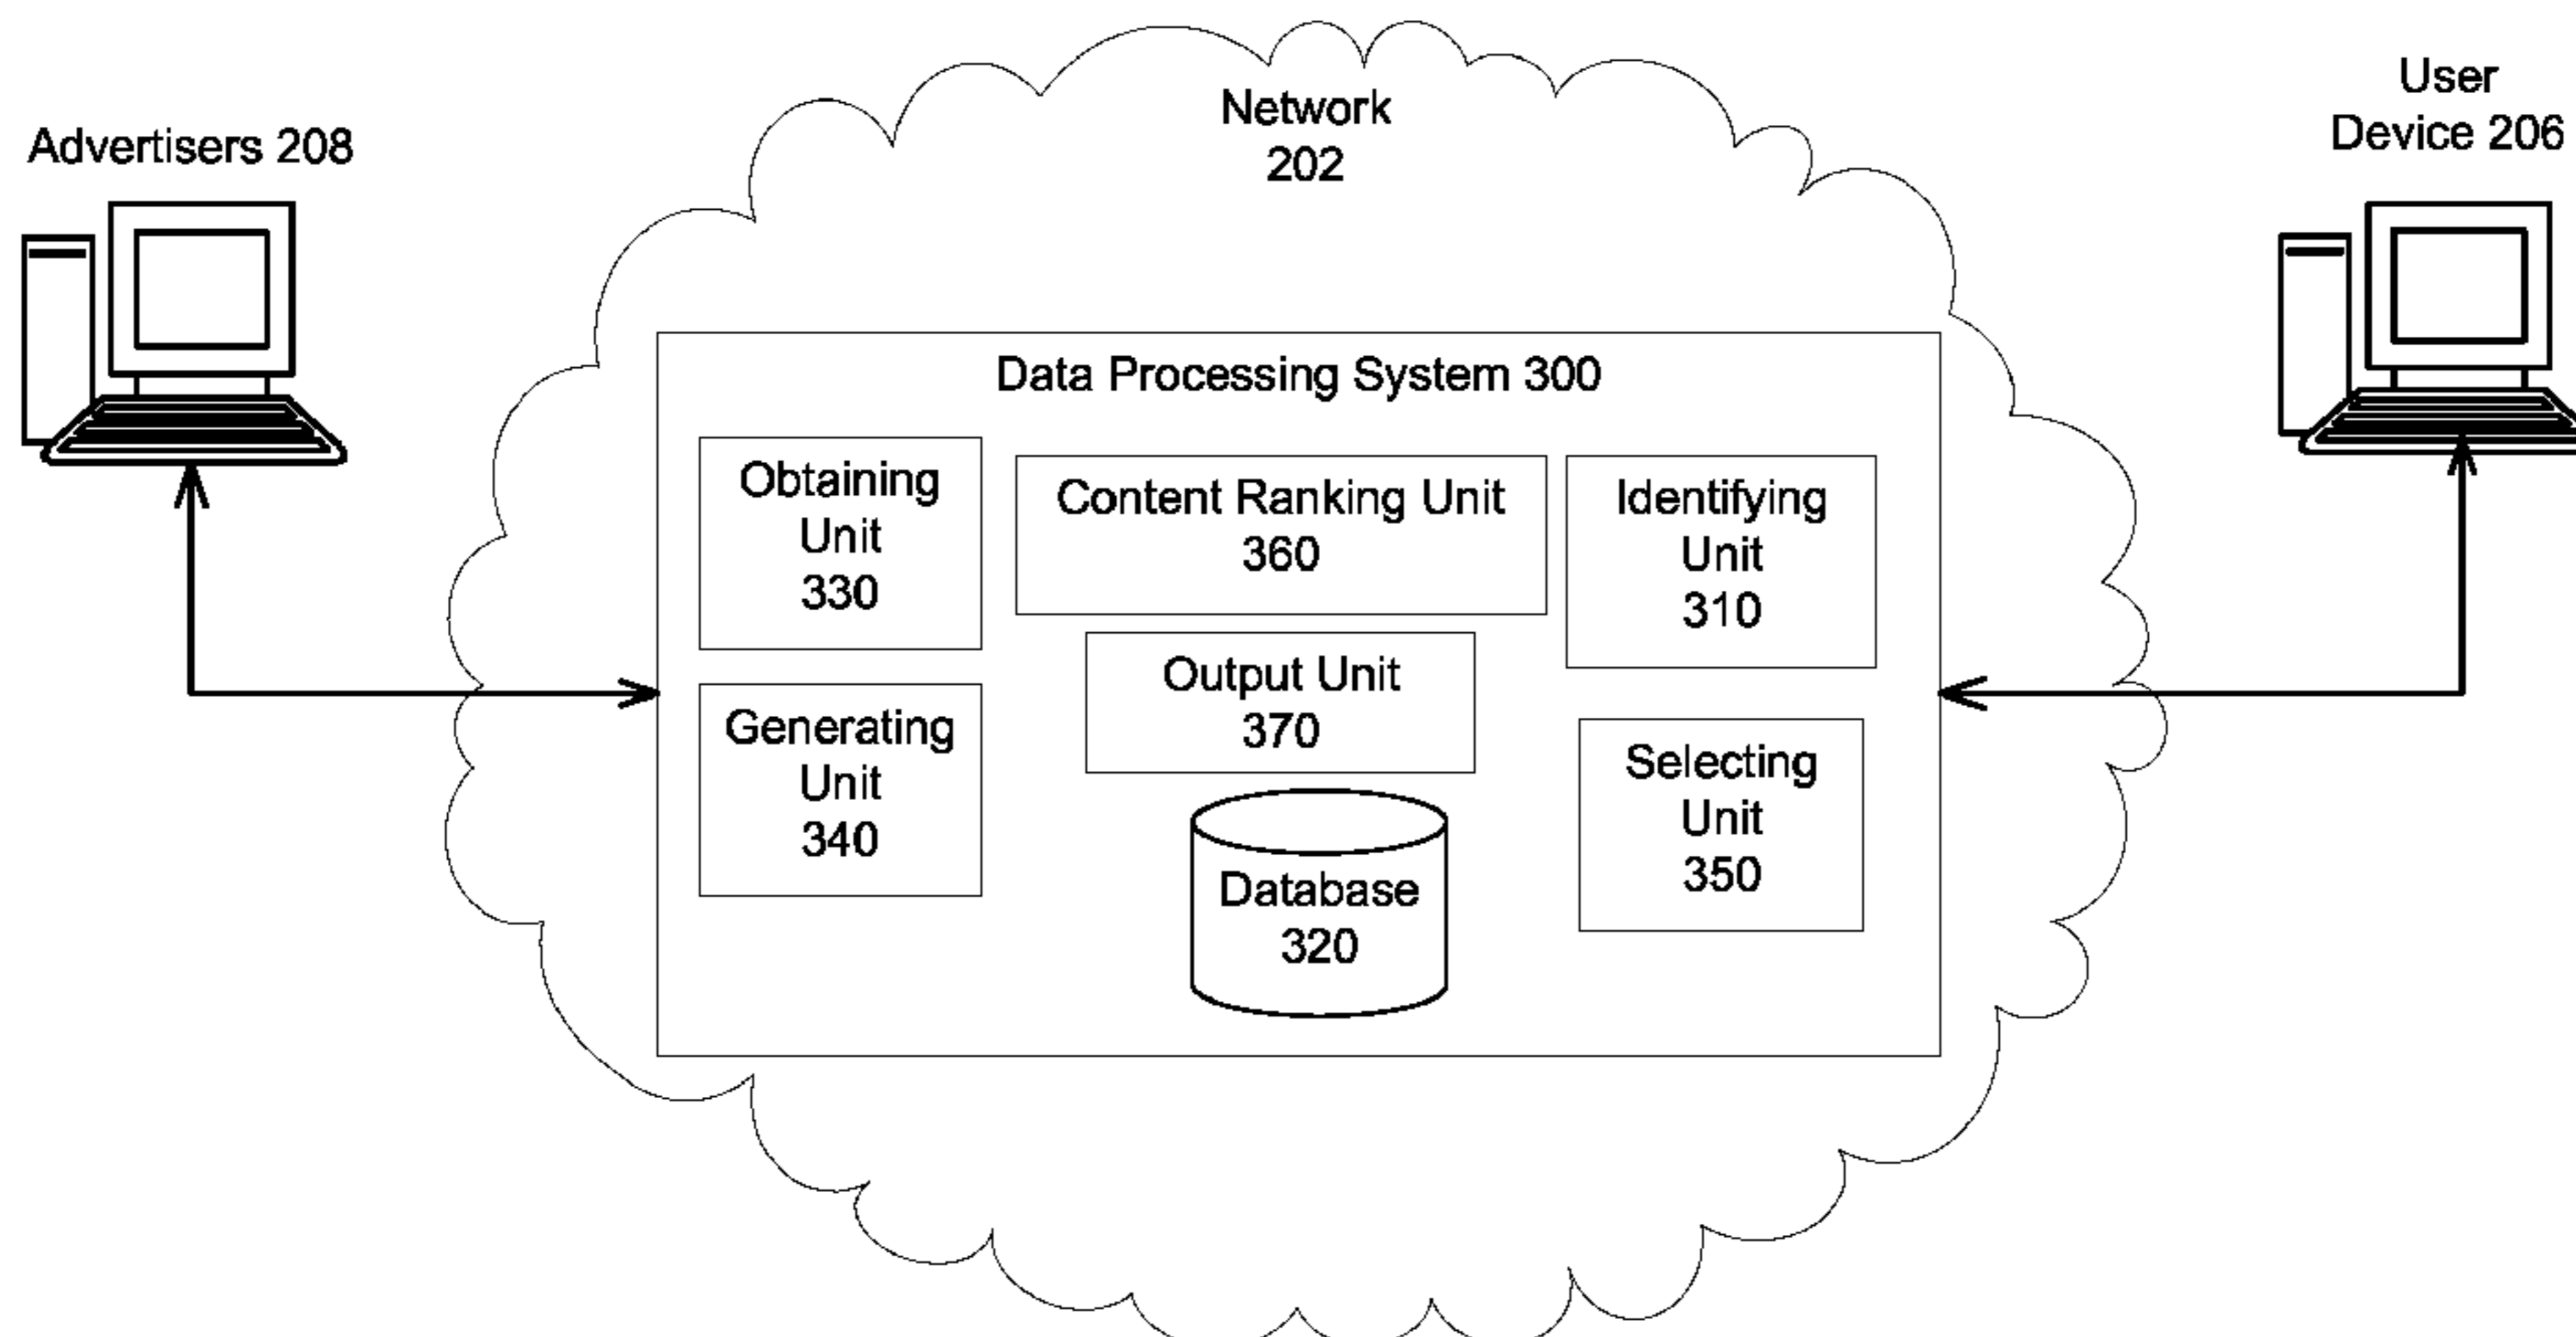 Network
202
Advertisers 208
User
Device 206
Data Processing System 300
Obtaining
Unit
330
Content Ranking Unit
360
Identifying
Unit
310
Output Unit
370
Generating
Unit
340
Selecting
Unit
350
Database
320